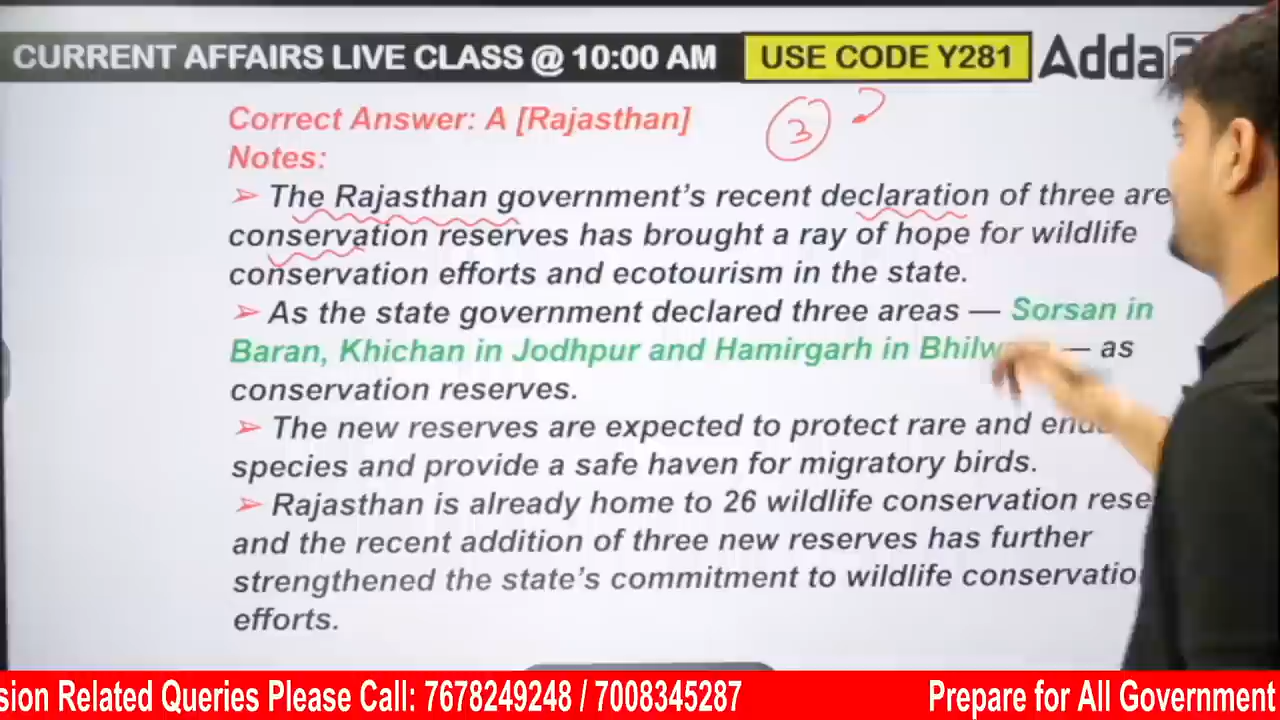 CURRENT AFFAIRS LIVE CLASS @ 10:00 AM USE CODE Y281 Adda
Correct Answer: A [Rajasthan] 3
Notes:
➢ The Rajasthan government's recent declaration of three are
conservation reserves has brought a ray of hope for wildlife
conservation efforts and ecotourism in the state.
➢ As the state government declared three areas — Sorsan in
Baran, Khichan in Jodhpur and Hamirgarh in — as
conservation reserves.
➢ The new reserves are expected to protect rare and
species and provide a safe haven for migratory birds.
➢ Rajasthan is already home to 26 wildlife conservation rese
and the recent addition of three new reserves has further
strengthened the state's commitment to wildlife conservatio
efforts.
sion Related Queries Please Call: 7678249248 / 7008345287 Prepare for All Government